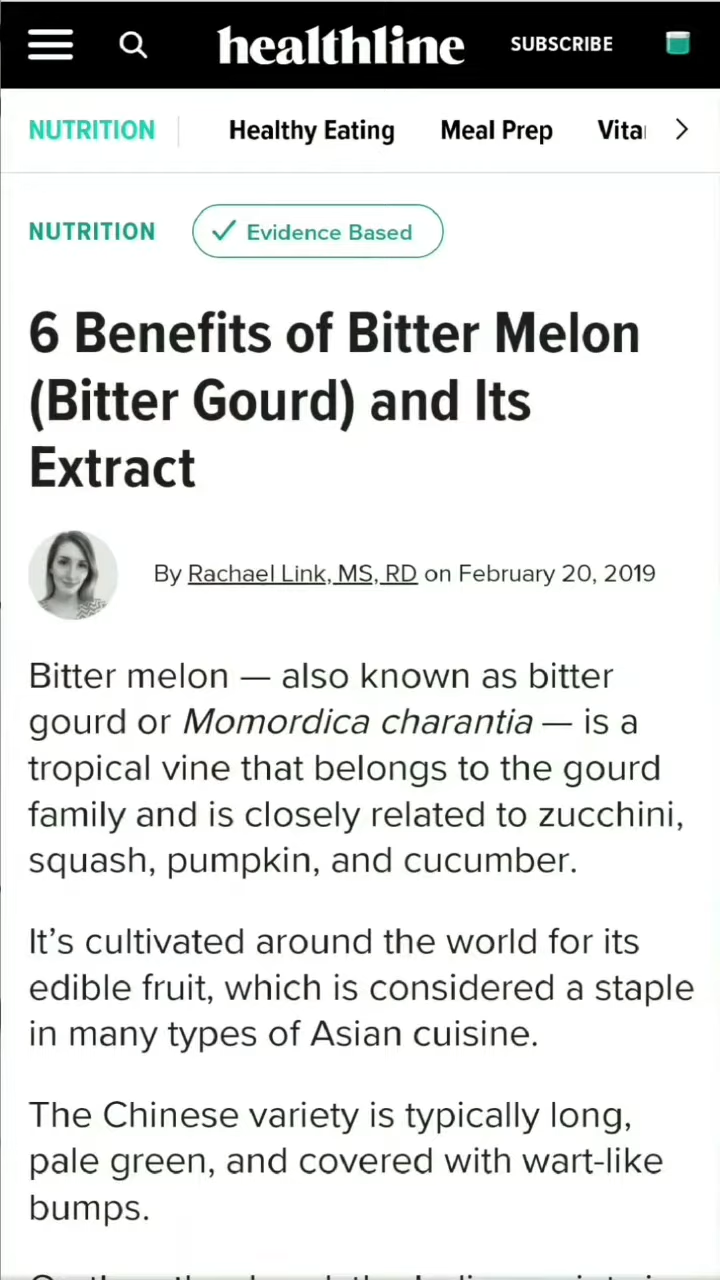 healthline
SUBSCRIBE
NUTRITION
Healthy Eating
Meal Prep
Vita
NUTRITION
Evidence Based
6 Benefits of Bitter Melon
(Bitter Gourd) and Its
Extract
By Rachael Link, MS, RD on February 20, 2019
Bitter melon — also known as bitter
gourd or Momordica charantia — is a
tropical vine that belongs to the gourd
family and is closely related to zucchini,
squash, pumpkin, and cucumber.
It’s cultivated around the world for its
edible fruit, which is considered a staple
in many types of Asian cuisine.
The Chinese variety is typically long,
pale green, and covered with wart-like
bumps.